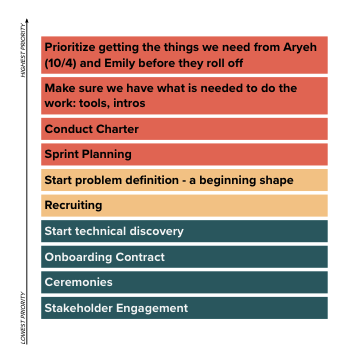 HIGHEST PRIORITY
Prioritize getting the things we need from Aryeh
(10/4) and Emily before they roll off
Make sure we have what is needed to do the
work: tools, intros
Conduct Charter
Sprint Planning
Start problem definition - a beginning shape
Recruiting
Start technical discovery
Onboarding Contract
Ceremonies
Stakeholder Engagement
LOWEST PRIORITY